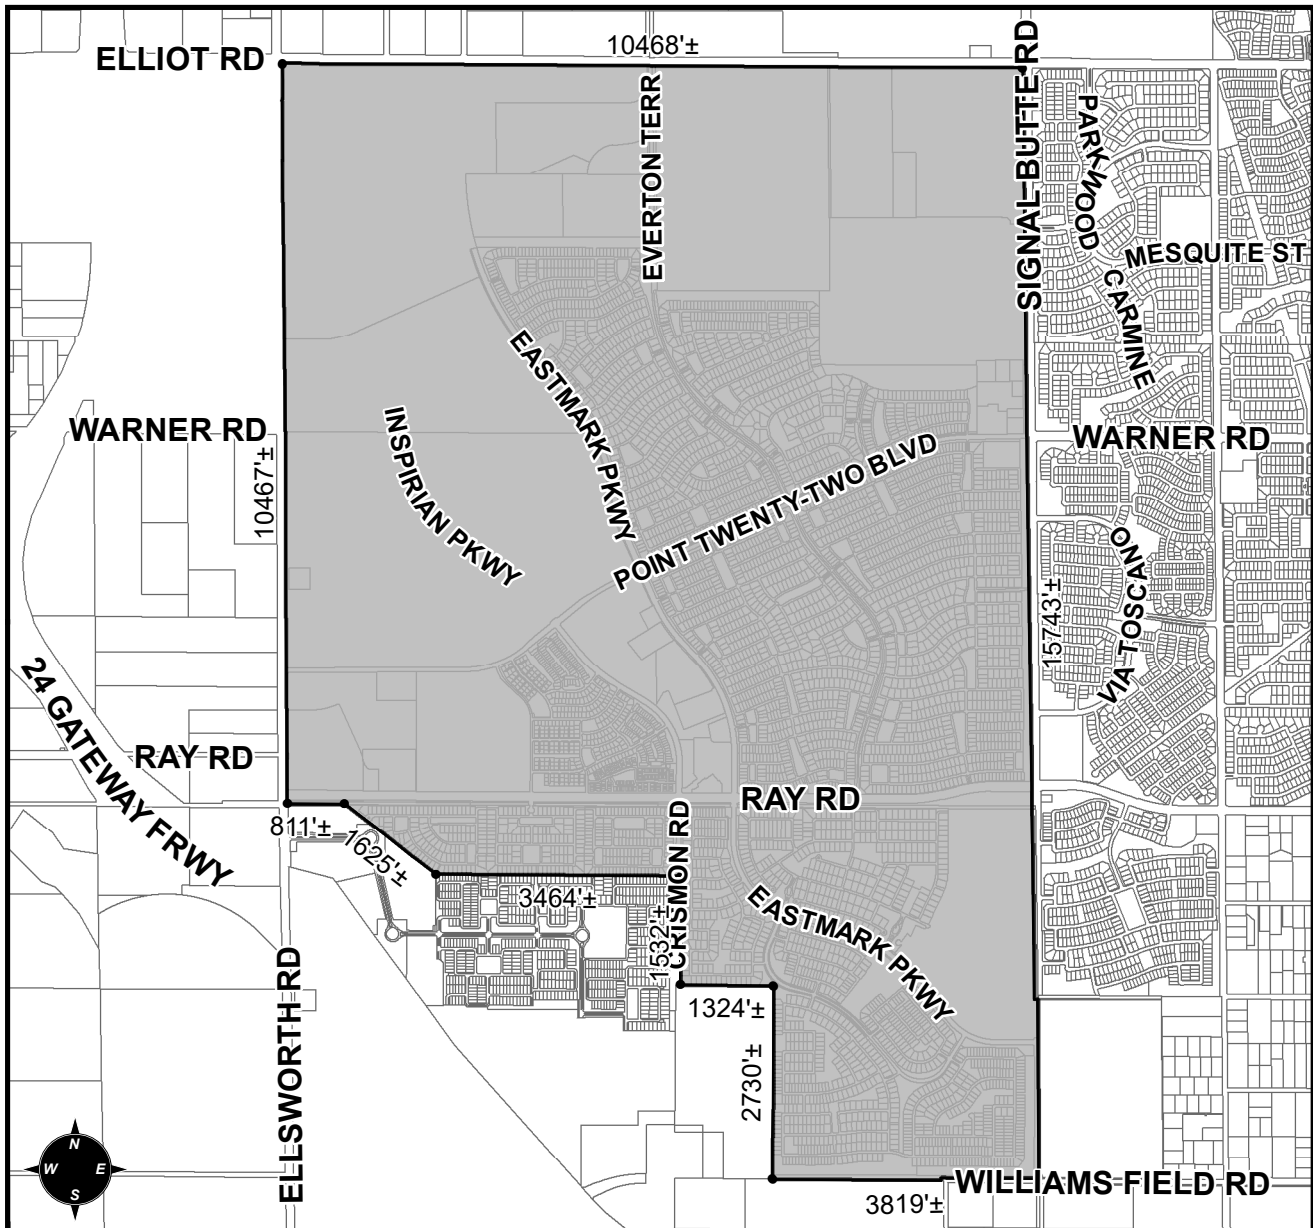 10468'±
ELLIOT RD
SIGNAL BUTTE RD
EVERTON TERR
PARKWOOD
MESQUITE ST
CARMINE
EASTMARK PKWY
INSPIRIAN PKWY
WARNER RD
10467'±
POINT TWENTY-TWO BLVD
WARNER RD
VIA TOSCANO
15743'±
24 GATEWAY FRWY
RAY RD
RAY RD
811'±
1625'±
3464'±
CRISMON RD
1532'±
EASTMARK PKWY
1324'±
2730'±
ELLSWORTH RD
N
W E
S
WILLIAMS FIELD RD
3819'±